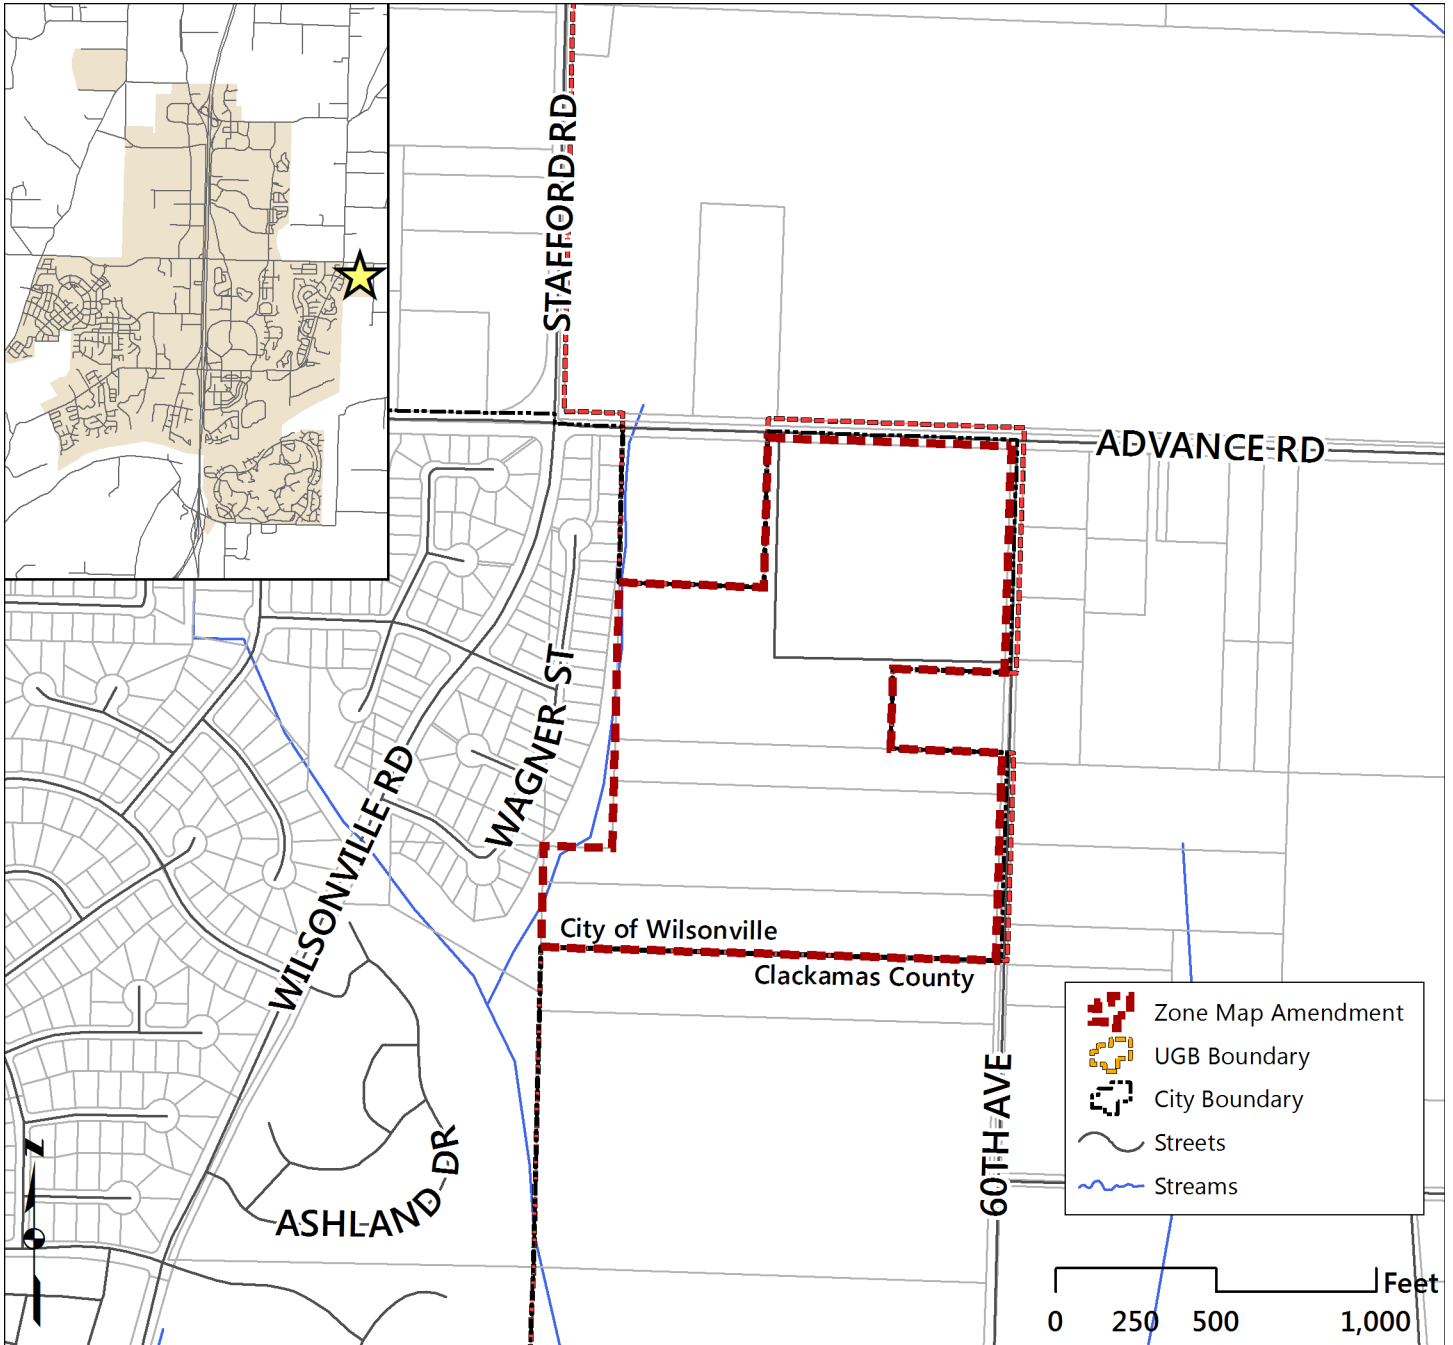 STAFFORD RD
ADVANCE RD
WAGNER ST
WILSONVILLE RD
City of Wilsonville
Clackamas County
60TH AVE
ASHLAND DR
Z
Zone Map Amendment
UGB Boundary
City Boundary
Streets
Streams
Feet
0 250 500 1,000